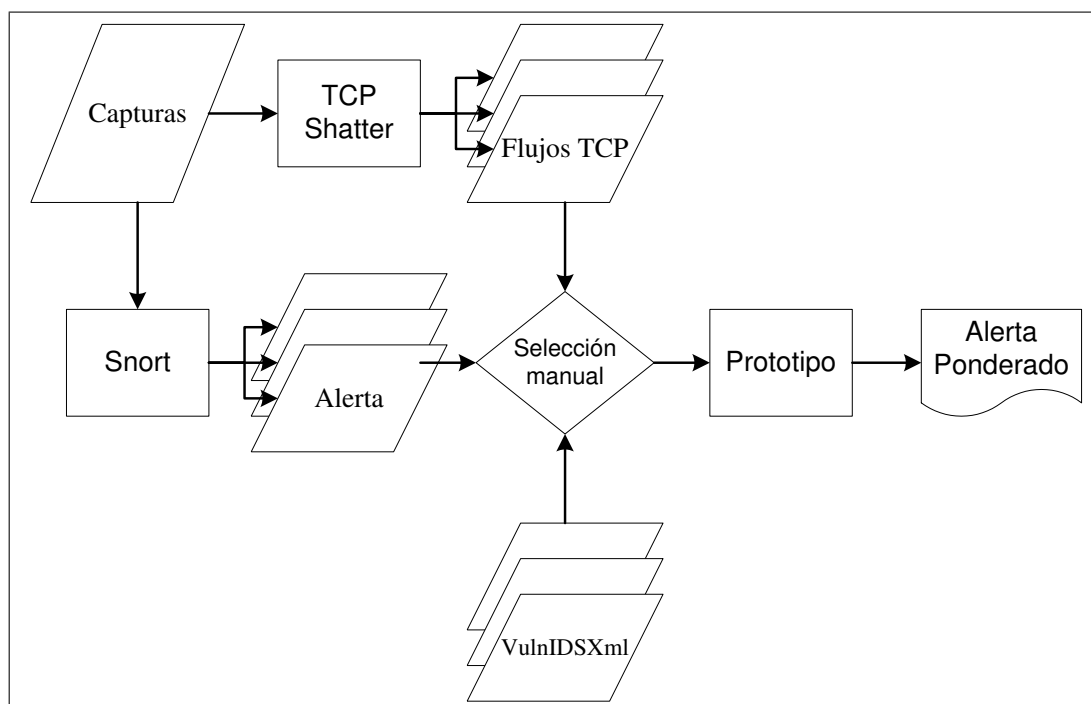 Capturas
TCP
Shatter
Flujos TCP
Snort
Alerta
Selección
manual
Prototipo
Alerta
Ponderado
VulnIDSXml